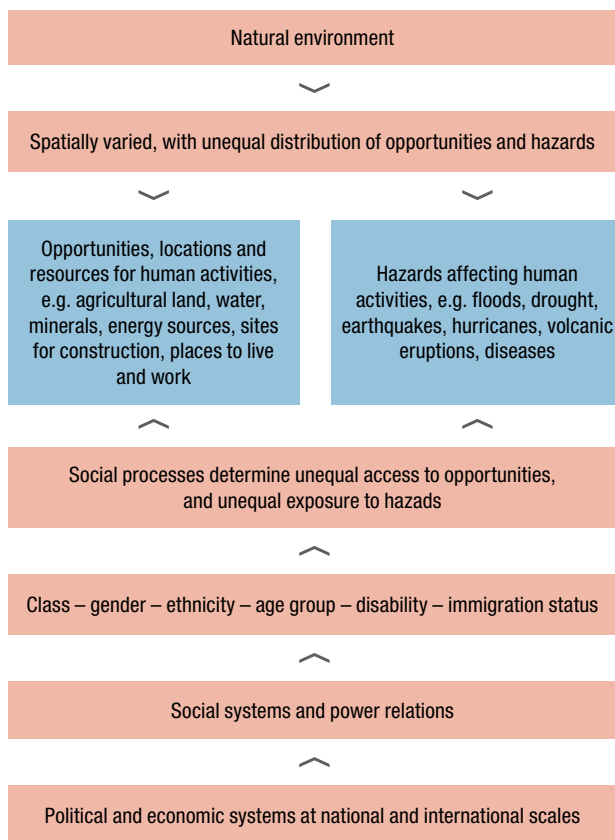 Natural environment
Spatially varied, with unequal distribution of opportunities and hazards
Opportunities, locations and
resources for human activities,
e.g. agricultural land, water,
minerals, energy sources, sites
for construction, places to live
and work
Hazards affecting human
activities, e.g. floods, drought,
earthquakes, hurricanes, volcanic
eruptions, diseases
Social processes determine unequal access to opportunities,
and unequal exposure to hazads
Class – gender – ethnicity – age group – disability – immigration status
Social systems and power relations
Political and economic systems at national and international scales